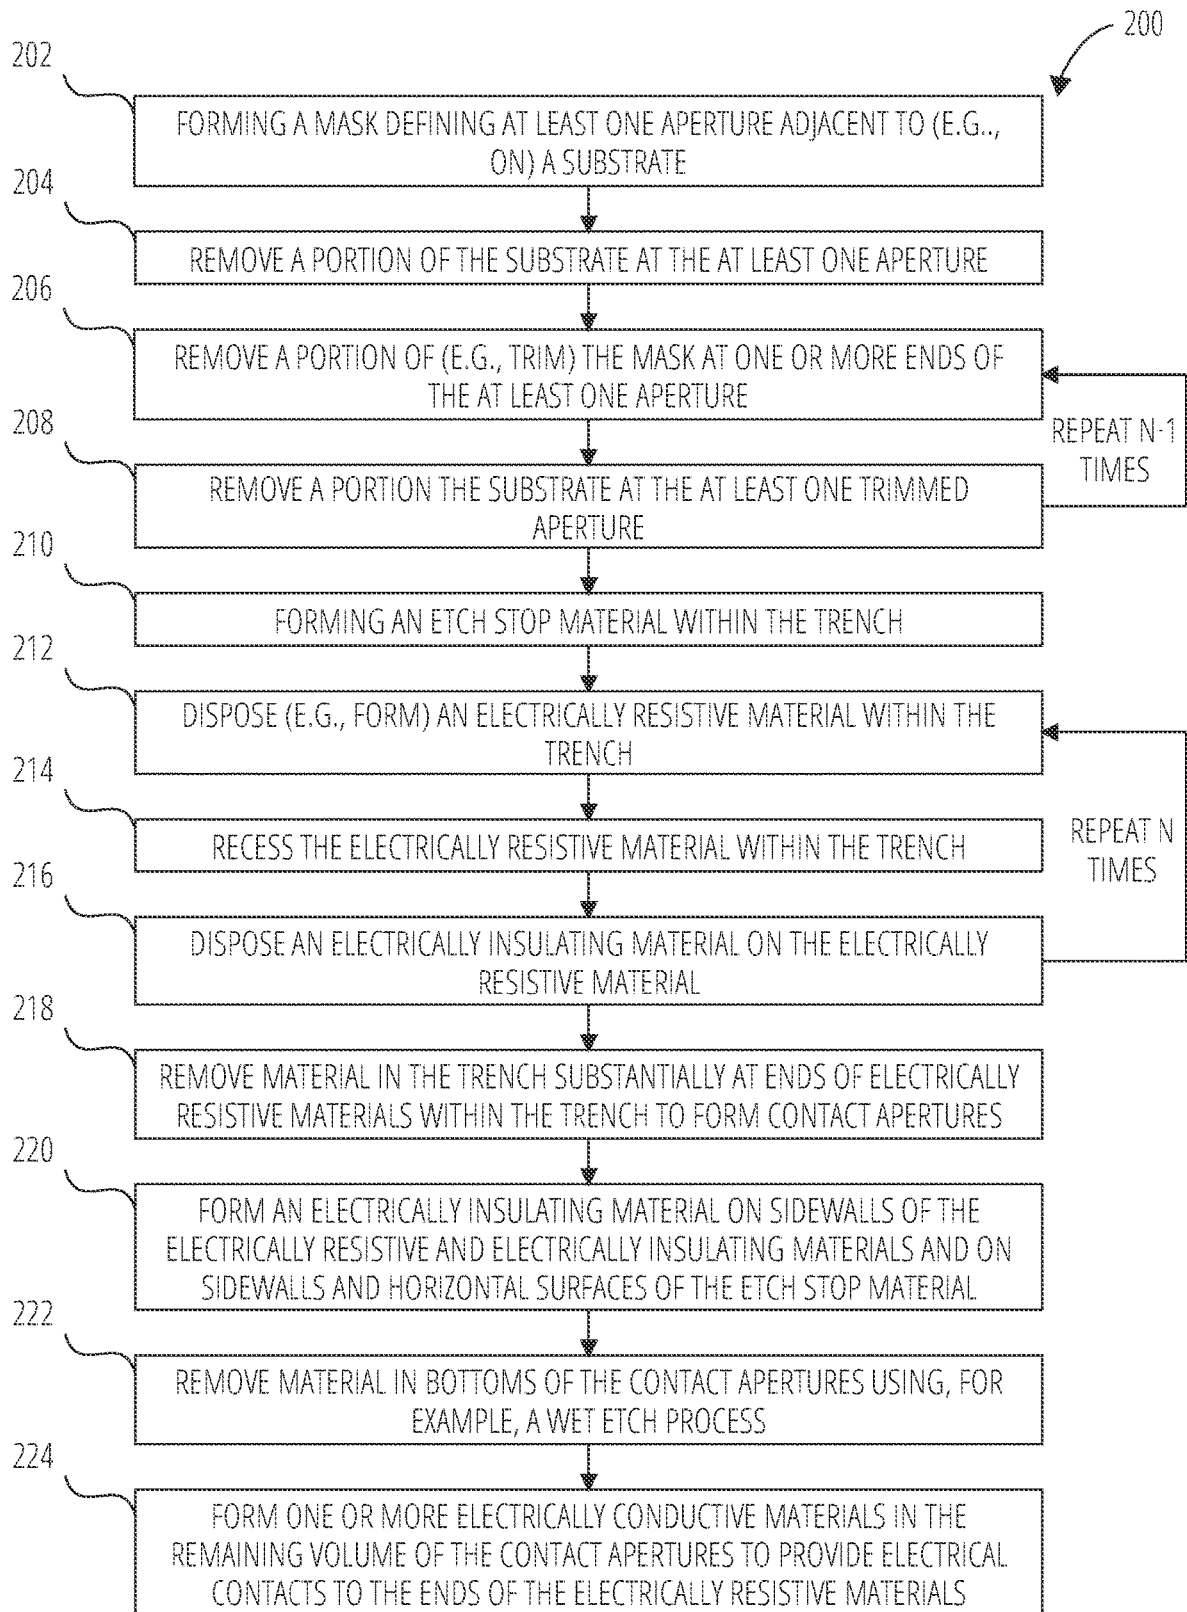 200
202
FORMING A MASK DEFINING AT LEAST ONE APERTURE ADJACENT TO (E.G..,
ON) A SUBSTRATE
204
REMOVE A PORTION OF THE SUBSTRATE AT THE AT LEAST ONE APERTURE
206
REMOVE A PORTION OF (E.G., TRIM) THE MASK AT ONE OR MORE ENDS OF
THE AT LEAST ONE APERTURE
REPEAT N-1
TIMES
208
REMOVE A PORTION THE SUBSTRATE AT THE AT LEAST ONE TRIMMED
APERTURE
210
FORMING AN ETCH STOP MATERIAL WITHIN THE TRENCH
212
DISPOSE (E.G., FORM) AN ELECTRICALLY RESISTIVE MATERIAL WITHIN THE
TRENCH
214
RECESS THE ELECTRICALLY RESISTIVE MATERIAL WITHIN THE TRENCH
REPEAT N
TIMES
216
DISPOSE AN ELECTRICALLY INSULATING MATERIAL ON THE ELECTRICALLY
RESISTIVE MATERIAL
218
REMOVE MATERIAL IN THE TRENCH SUBSTANTIALLY AT ENDS OF ELECTRICALLY
RESISTIVE MATERIALS WITHIN THE TRENCH TO FORM CONTACT APERTURES
220
FORM AN ELECTRICALLY INSULATING MATERIAL ON SIDEWALLS OF THE
ELECTRICALLY RESISTIVE AND ELECTRICALLY INSULATING MATERIALS AND ON
SIDEWALLS AND HORIZONTAL SURFACES OF THE ETCH STOP MATERIAL
222
REMOVE MATERIAL IN BOTTOMS OF THE CONTACT APERTURES USING, FOR
EXAMPLE, A WET ETCH PROCESS
224
FORM ONE OR MORE ELECTRICALLY CONDUCTIVE MATERIALS IN THE
REMAINING VOLUME OF THE CONTACT APERTURES TO PROVIDE ELECTRICAL
CONTACTS TO THE ENDS OF THE ELECTRICALLY RESISTIVE MATERIALS